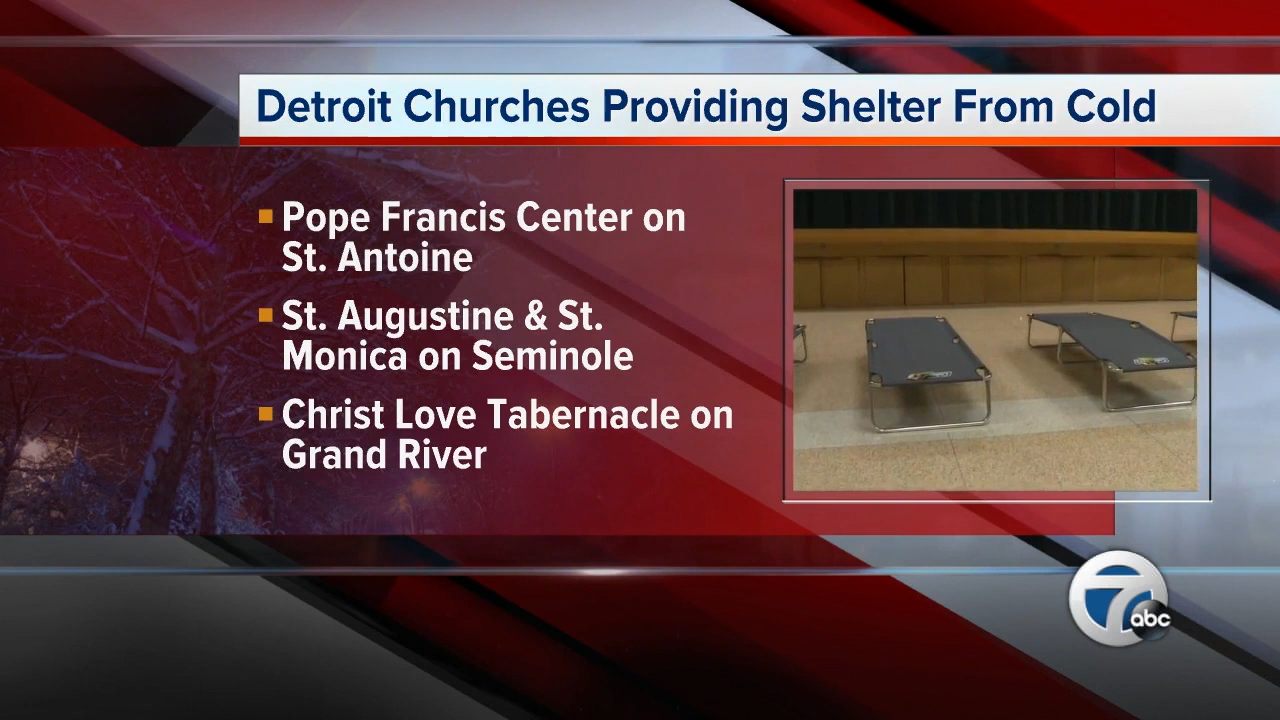 Detroit Churches Providing Shelter From Cold
Pope Francis Center on
St. Antoine
St. Augustine & St.
Monica on Seminole
Christ Love Tabernacle on
Grand River
7 abc